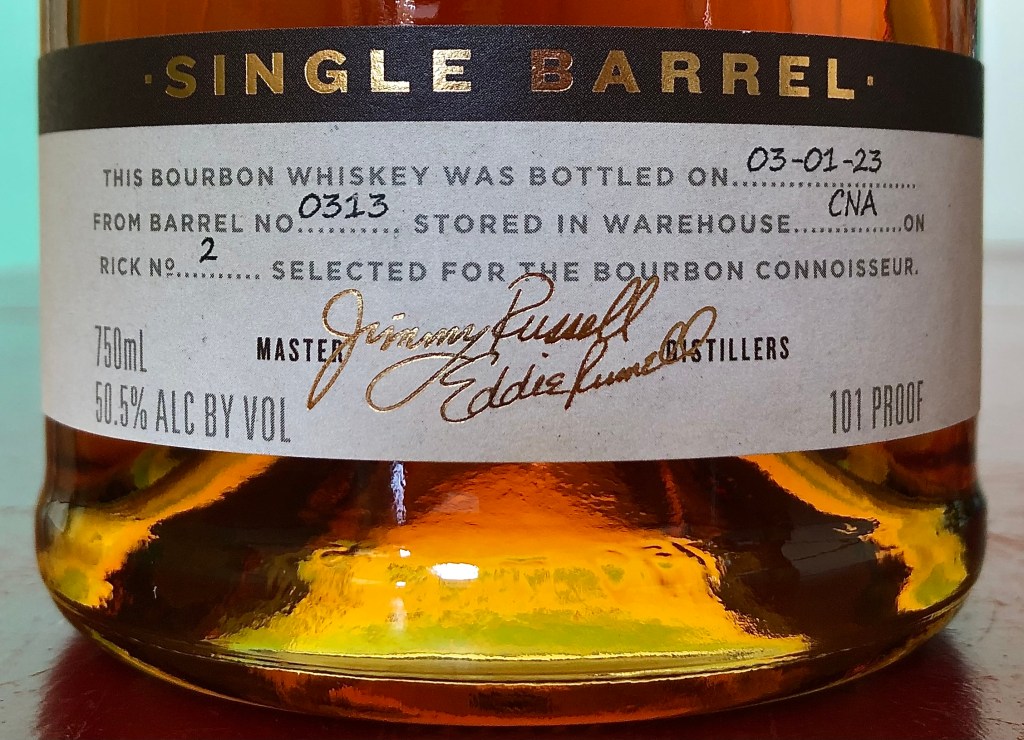 ·SINGLE BARREL·
THIS BOURBON WHISKEY WAS BOTTLED ON....03-01-23....
FROM BARREL NO....0313.... STORED IN WAREHOUSE....CNA....ON
RICK Nº....2.... SELECTED FOR THE BOURBON CONNOISSEUR.
MASTER Jimmy Russell DISTILLERS
Eddie Russell
750mL
50.5% ALC BY VOL
101 PROOF